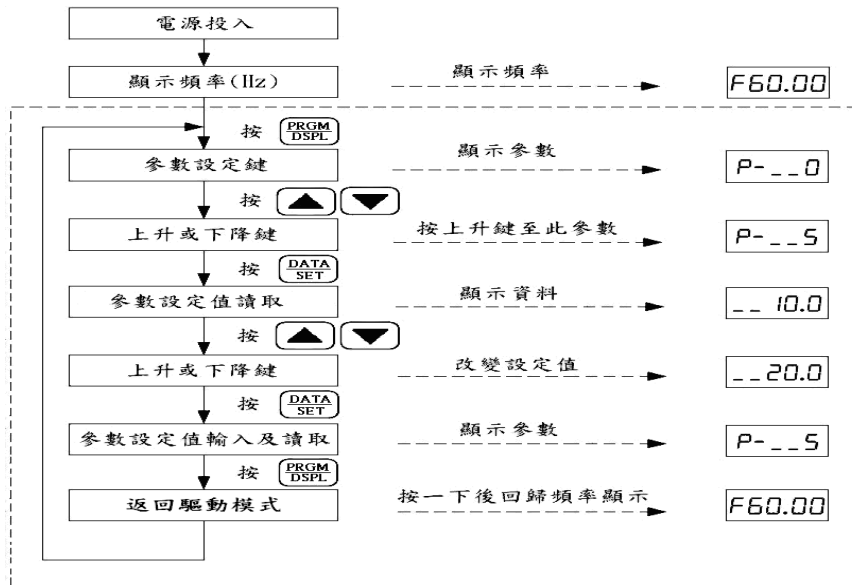 電源投入
顯示頻率(Hz) 顯示頻率 F60.00
按 PRGM DSPL
參數設定鍵 顯示參數 P-__0
按
上升或下降鍵 按上升鍵至此參數 P-__5
按 DATA SET
參數設定值讀取 顯示資料 __10.0
按
上升或下降鍵 改變設定值 __20.0
按 DATA SET
參數設定值輸入及讀取 顯示參數 P-__5
按 PRGM DSPL
返回驅動模式 按一下後回歸頻率顯示 F60.00